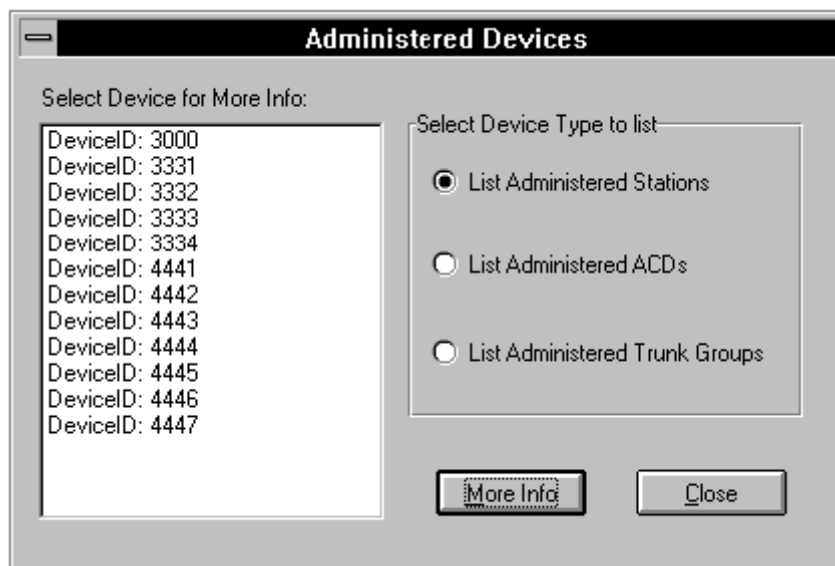 Administered Devices
Select Device for More Info:
DeviceID: 3000
DeviceID: 3331
DeviceID: 3332
DeviceID: 3333
DeviceID: 3334
DeviceID: 4441
DeviceID: 4442
DeviceID: 4443
DeviceID: 4444
DeviceID: 4445
DeviceID: 4446
DeviceID: 4447
Select Device Type to list
List Administered Stations
List Administered ACDs
List Administered Trunk Groups
More Info
Close